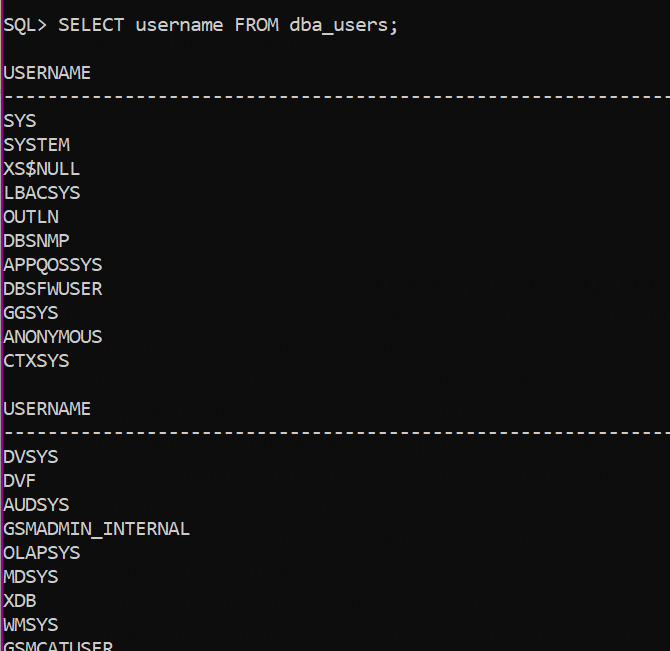 SQL> SELECT username FROM dba_users;
USERNAME
--------------------------------------------------------------
SYS
SYSTEM
XS$NULL
LBACSYS
OUTLN
DBSNMP
APPQOSSYS
DBSFWUSER
GGSYS
ANONYMOUS
CTXSYS
USERNAME
--------------------------------------------------------------
DVSYS
DVF
AUDSYS
GSMADMIN_INTERNAL
OLAPSYS
MDSYS
XDB
WMSYS
GSMCATUSER